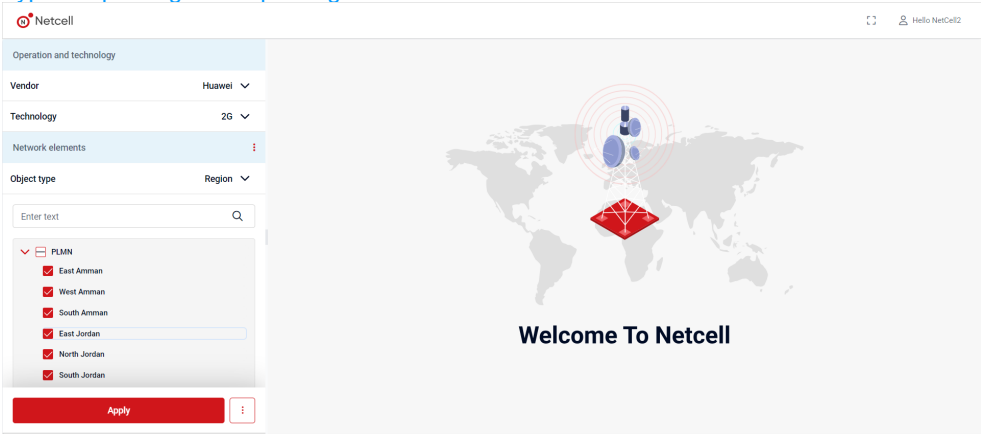 Netcell
Hello NetCell2
Operation and technology
Vendor Huawei
Technology 2G
Network elements
Object type Region
Enter text
PLMN
East Amman
West Amman
South Amman
East Jordan
North Jordan
South Jordan
Apply
Welcome To Netcell